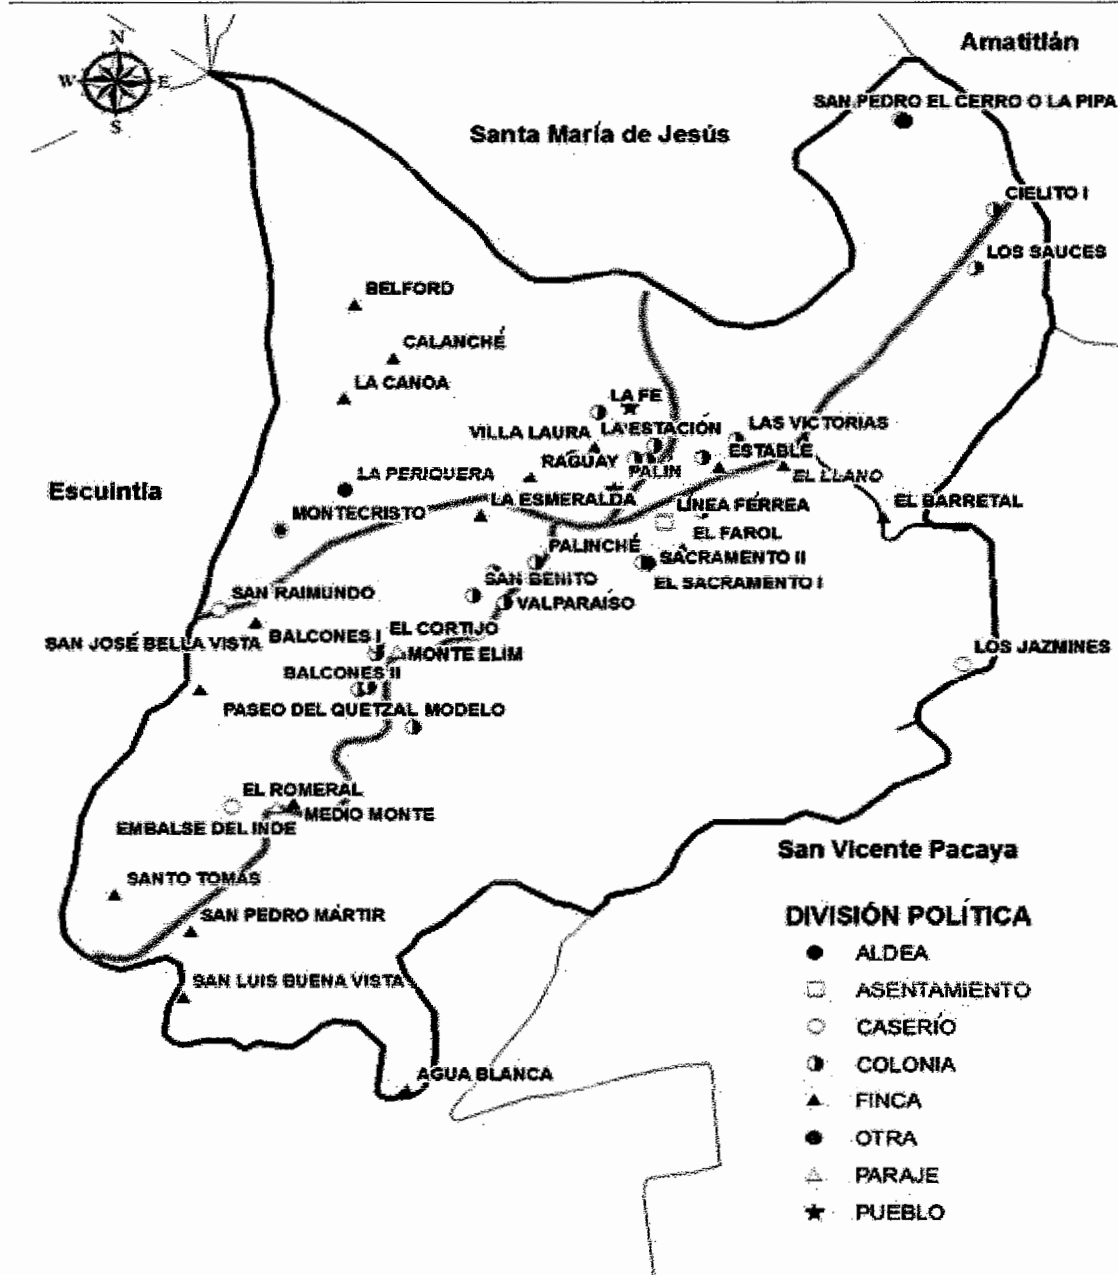 N
Amatitlán
W E
SAN PEDRO EL CERRO O LA PIPA
S
Santa María de Jesús
CIELITO I
LOS SAUCES
BELFORD
CALANCHÉ
LA CANOA
LA FE
VILLA LAURA
LA ESTACIÓN
LAS VICTORIAS
RAGUAY
PALIN
ESTABLE
LA PERIQUERA
EL LLANO
Escuintla
LA ESMERALDA
LÍNEA FÉRREA
EL BARRETAL
MONTECRISTO
EL FAROL
PALINCHÉ
SACRAMENTO II
SAN BENITO
EL SACRAMENTO I
SAN RAIMUNDO
VALPARAÍSO
SAN JOSÉ BELLA VISTA
BALCONES I
EL CORTIJO
MONTE ELIM
LOS JAZMINES
BALCONES II
PASEO DEL QUETZAL MODELO
EL ROMERAL
MEDIO MONTE
EMBALSE DEL INDE
San Vicente Pacaya
SANTO TOMÁS
SAN PEDRO MÁRTIR
SAN LUIS BUENA VISTA
AGUA BLANCA
DIVISIÓN POLÍTICA
ALDEA
ASENTAMIENTO
CASERÍO
COLONIA
FINCA
OTRA
PARAJE
PUEBLO